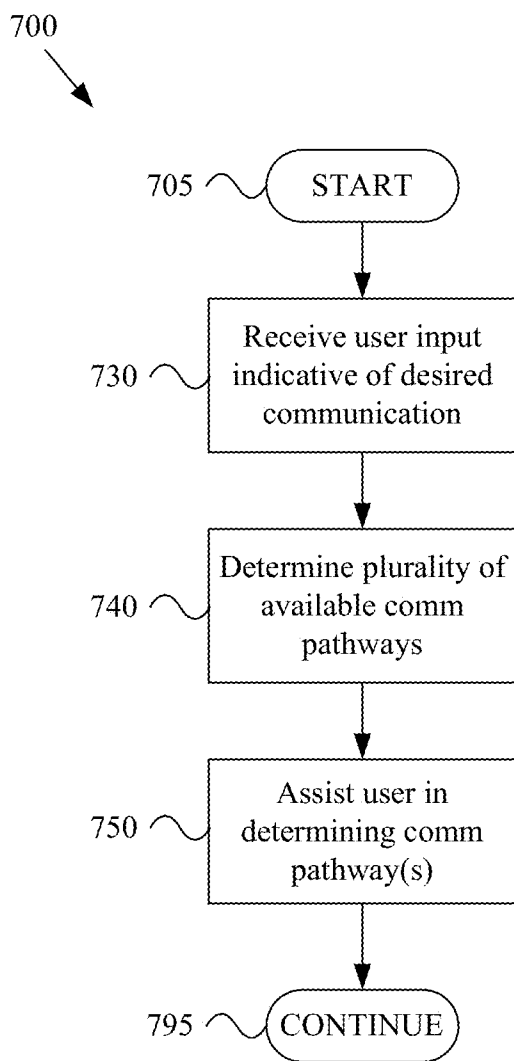 700
705
START
730
Receive user input
indicative of desired
communication
740
Determine plurality of
available comm
pathways
750
Assist user in
determining comm
pathway(s)
795
CONTINUE